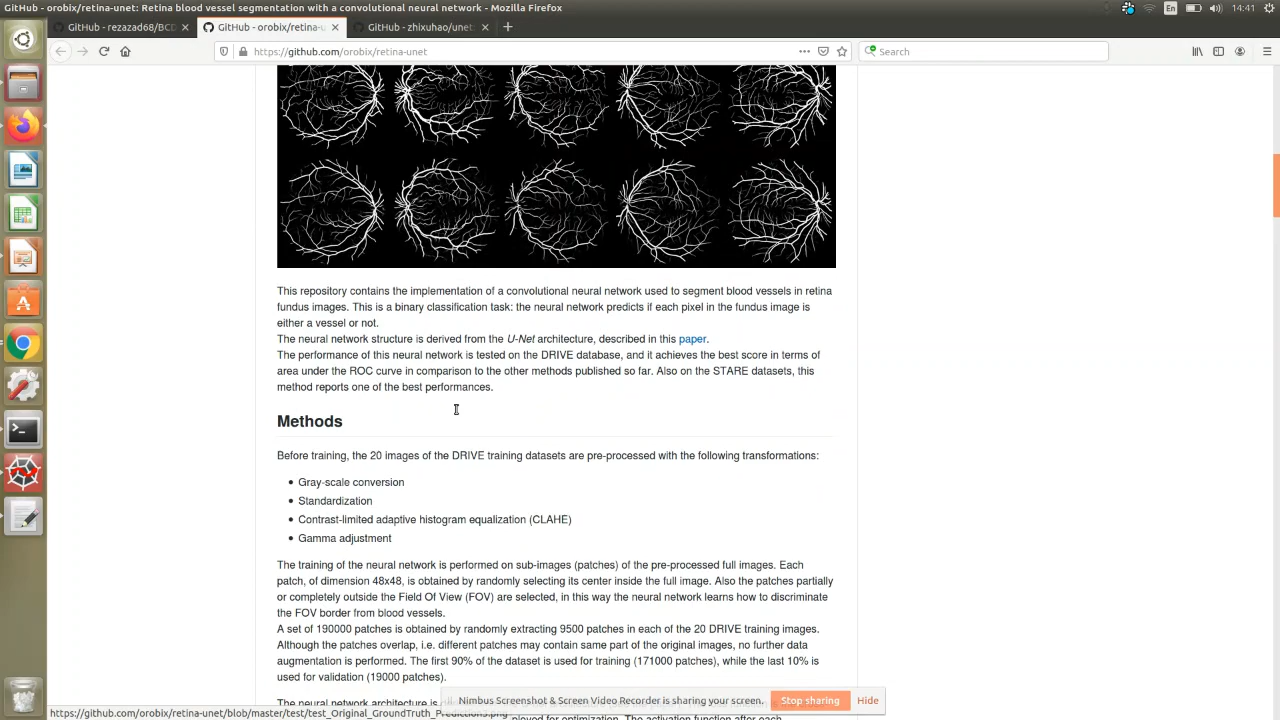 orobix/retina-unet: Retina blood vessel segmentation with a convolutional neural network - Mozilla Firefox
En
14:41
GitHub - rezazad68/BCD
GitHub - orobix/retina-u
GitHub - zhixuhao/unet:
https://github.com/orobix/retina-unet
Search
This repository contains the implementation of a convolutional neural network used to segment blood vessels in retina
fundus images. This is a binary classification task: the neural network predicts if each pixel in the fundus image is
either a vessel or not.
The neural network structure is derived from the U-Net architecture, described in this paper.
The performance of this neural network is tested on the DRIVE database, and it achieves the best score in terms of
area under the ROC curve in comparison to the other methods published so far. Also on the STARE datasets, this
method reports one of the best performances.
Methods
Before training, the 20 images of the DRIVE training datasets are pre-processed with the following transformations:
Gray-scale conversion
Standardization
Contrast-limited adaptive histogram equalization (CLAHE)
Gamma adjustment
The training of the neural network is performed on sub-images (patches) of the pre-processed full images. Each
patch, of dimension 48x48, is obtained by randomly selecting its center inside the full image. Also the patches partially
or completely outside the Field Of View (FOV) are selected, in this way the neural network learns how to discriminate
the FOV border from blood vessels.
A set of 190000 patches is obtained by randomly extracting 9500 patches in each of the 20 DRIVE training images.
Although the patches overlap, i.e. different patches may contain same part of the original images, no further data
augmentation is performed. The first 90% of the dataset is used for training (171000 patches), while the last 10% is
used for validation (19000 patches).
The neural network architecture is
Nimbus Screenshot & Screen Video Recorder is sharing your screen.
Stop sharing
Hide
https://github.com/orobix/retina-unet/blob/master/test/test_Original_GroundTruth_Prediction3.png
ployed for optimization. The activation function after each